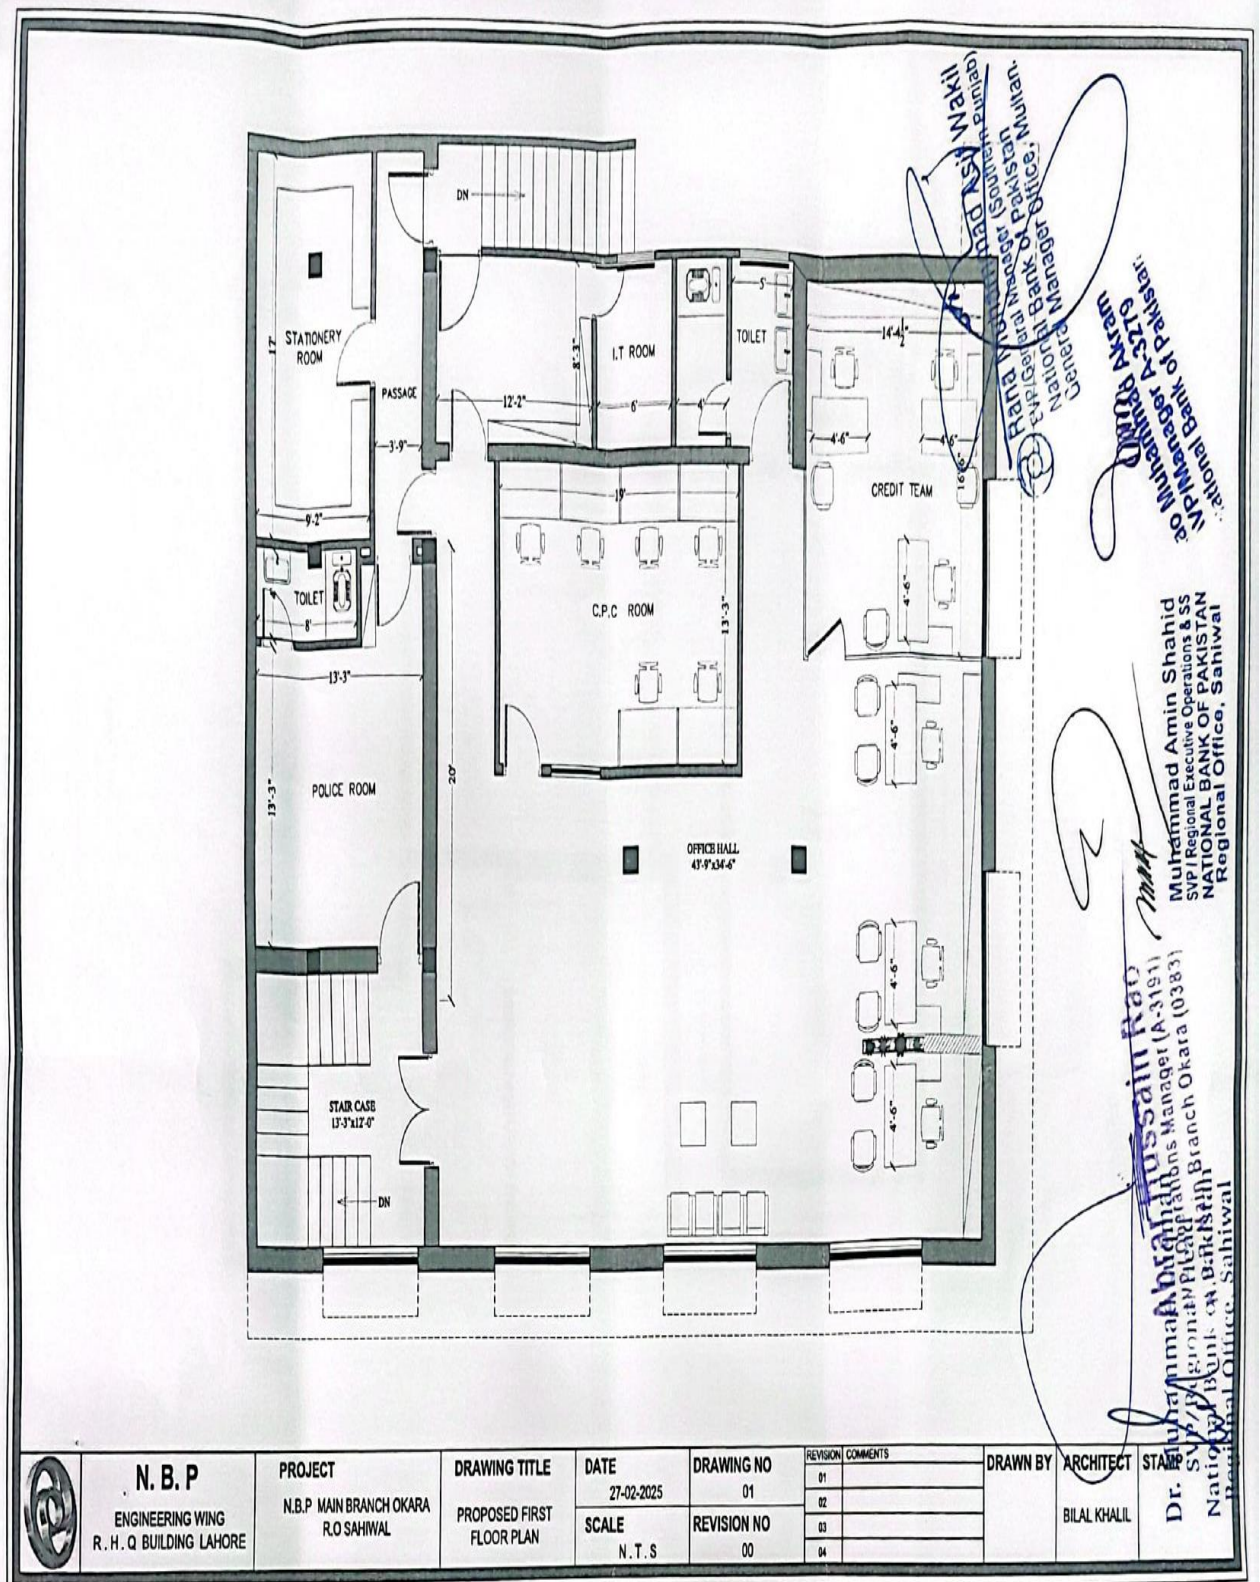 DN
17'
STATIONERY
ROOM
PASSAGE
3'-9"
9'-2"
12'-2"
8'-3"
I.T ROOM
6'
4'
TOILET
5'
14'-4½"
4'-6"
4'-6"
CREDIT TEAM
16'-6"
4'-6"
19'
C.P.C ROOM
13'-3"
TOILET
4'
8'
13'-3"
13'-3"
POLICE ROOM
20'
OFFICE HALL
43'-9"x34'-6"
4'-6"
4'-6"
4'-6"
STAIR CASE
13'-3"x12'-0"
DN
Rana Muhammad Asif Wakil
EVP/General Manager (Southern Punjab)
National Bank of Pakistan
General Manager Office, Multan.
Muhammad Akram
VP/Manager A-3279
National Bank of Pakistan
Muhammad Amin Shahid
SVP / Regional Executive Operations & SS
NATIONAL BANK OF PAKISTAN
Regional Office, Sahiwal
Dr. Muhammad Abrar Hussain Rao
Operations Manager (A-3191)
Main Branch Okara (0383)
National Bank of Pakistan
Regional Office, Sahiwal
N. B. P
ENGINEERING WING
R. H. Q BUILDING LAHORE
PROJECT
N.B.P MAIN BRANCH OKARA
R.O SAHIWAL
DRAWING TITLE
PROPOSED FIRST
FLOOR PLAN
DATE
27-02-2025
SCALE
N.T.S
DRAWING NO
01
REVISION NO
00
REVISION COMMENTS
01
02
03
04
DRAWN BY
ARCHITECT
BILAL KHALIL
STAMP